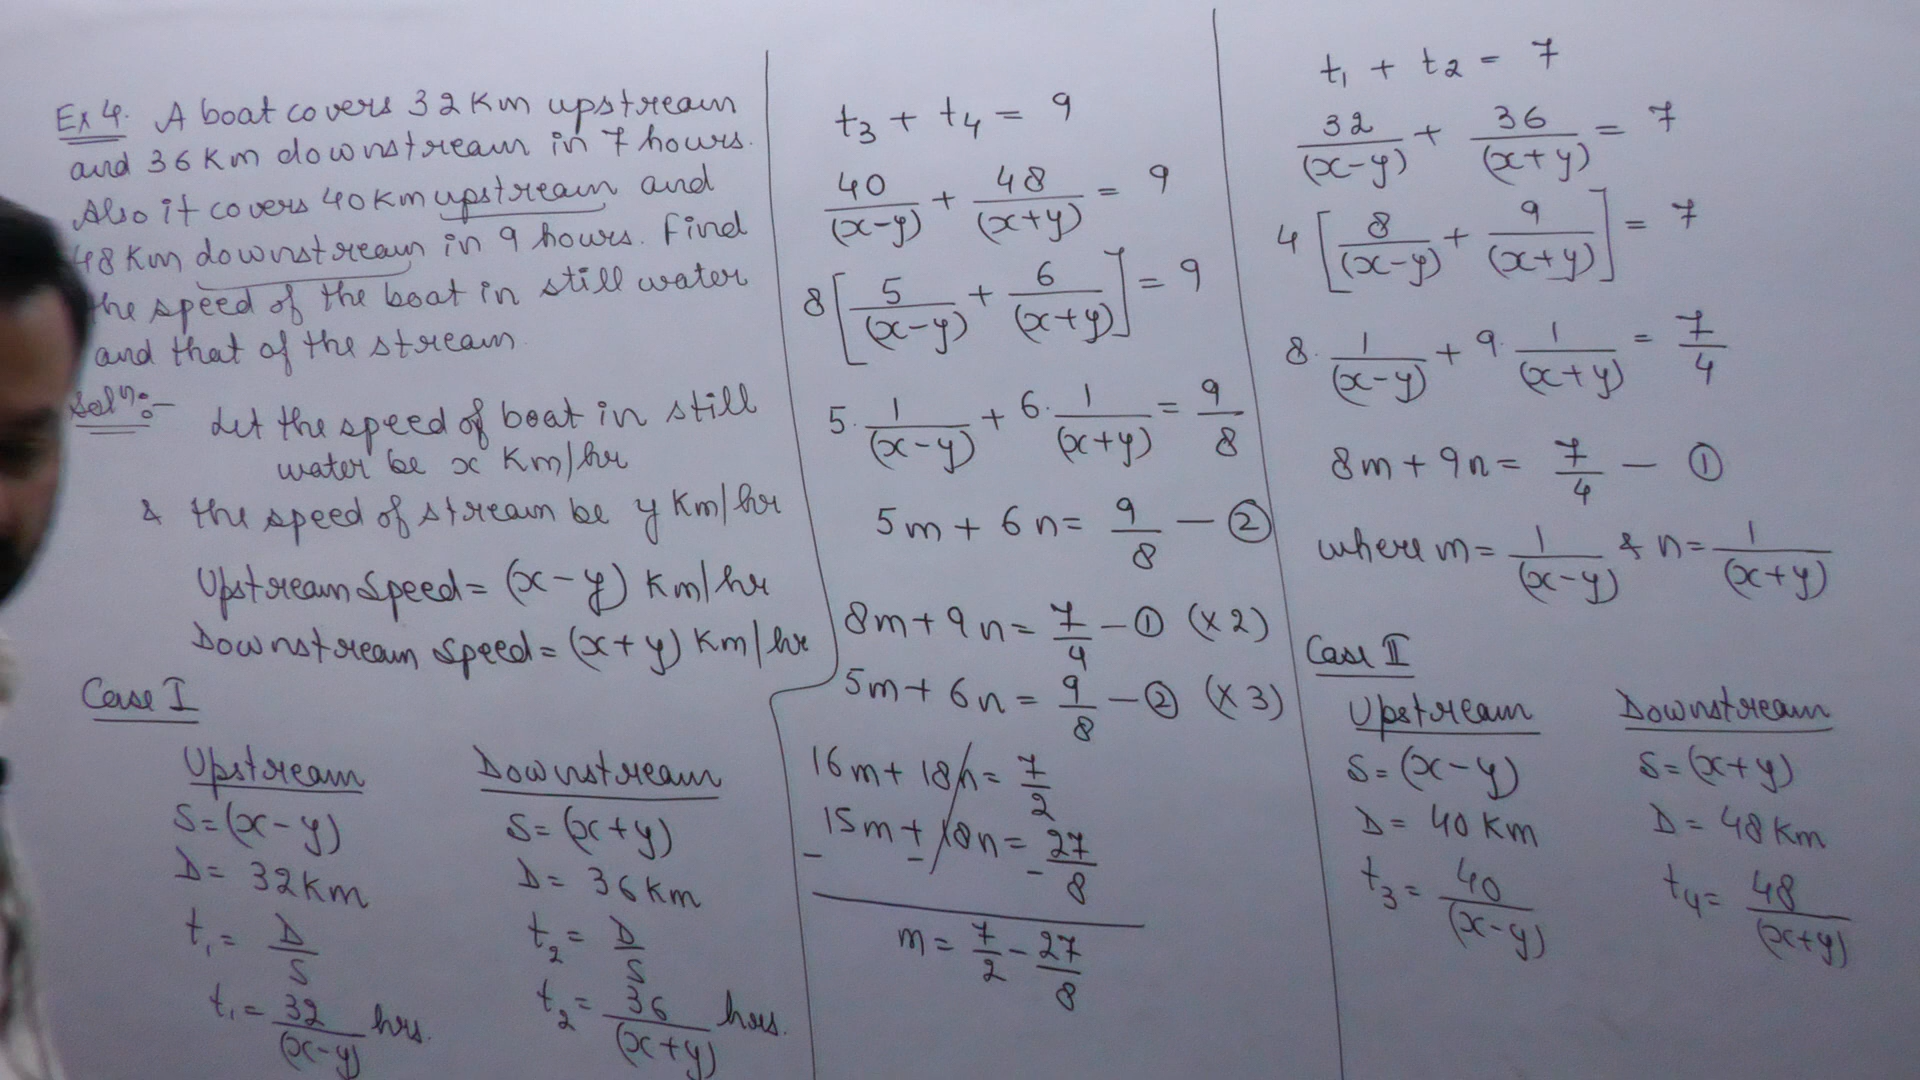 Ex 4. A boat covers 32 Km upstream
and 36 Km downstream in 7 hours.
Also it covers 40 Km upstream and
48 Km downstream in 9 hours. Find
the speed of the boat in still water
and that of the stream.
Solⁿ:-
Let the speed of boat in still
water be x Km/hr
& the speed of stream be y Km/hr
Upstream Speed = (x-y) Km/hr
Downstream Speed = (x+y) Km/hr
Case I
Upstream Downstream
S=(x-y) S=(x+y)
D= 32Km D= 36Km
t₁= D/S t₂= D/S
t₁= 32/(x-y) hrs. t₂= 36/(x+y) hrs.
t₃ + t₄ = 9
40/(x-y) + 48/(x+y) = 9
8[5/(x-y) + 6/(x+y)] = 9
5. 1/(x-y) + 6. 1/(x+y) = 9/8
5m + 6n = 9/8 — ②
8m + 9n = 7/4 — ① (×2)
5m + 6n = 9/8 — ② (×3)
16m + 18n = 7/2
15m + 18n = 27/8
- - -
m = 7/2 - 27/8
t₁ + t₂ = 7
32/(x-y) + 36/(x+y) = 7
4[8/(x-y) + 9/(x+y)] = 7
8. 1/(x-y) + 9. 1/(x+y) = 7/4
8m + 9n = 7/4 — ①
where m = 1/(x-y) & n = 1/(x+y)
Case II
Upstream Downstream
S=(x-y) S=(x+y)
D= 40 Km D= 48 Km
t₃= 40/(x-y) t₄= 48/(x+y)